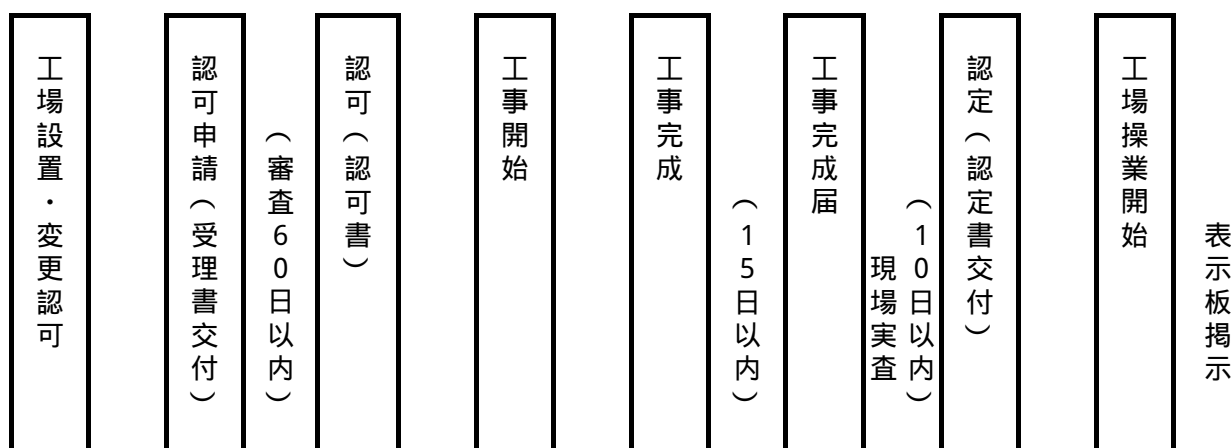 工場設置・変更認可
認可申請（受理書交付）
（審査60日以内）
認可（認可書）
工事開始
工事完成
（15日以内）
工事完成届
現場実査
（10日以内）
認定（認定書交付）
工場操業開始
表示板掲示